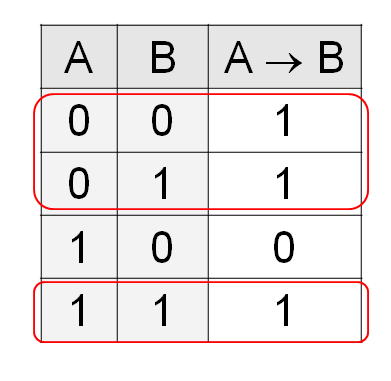 A B A → B
0 0 1
0 1 1
1 0 0
1 1 1